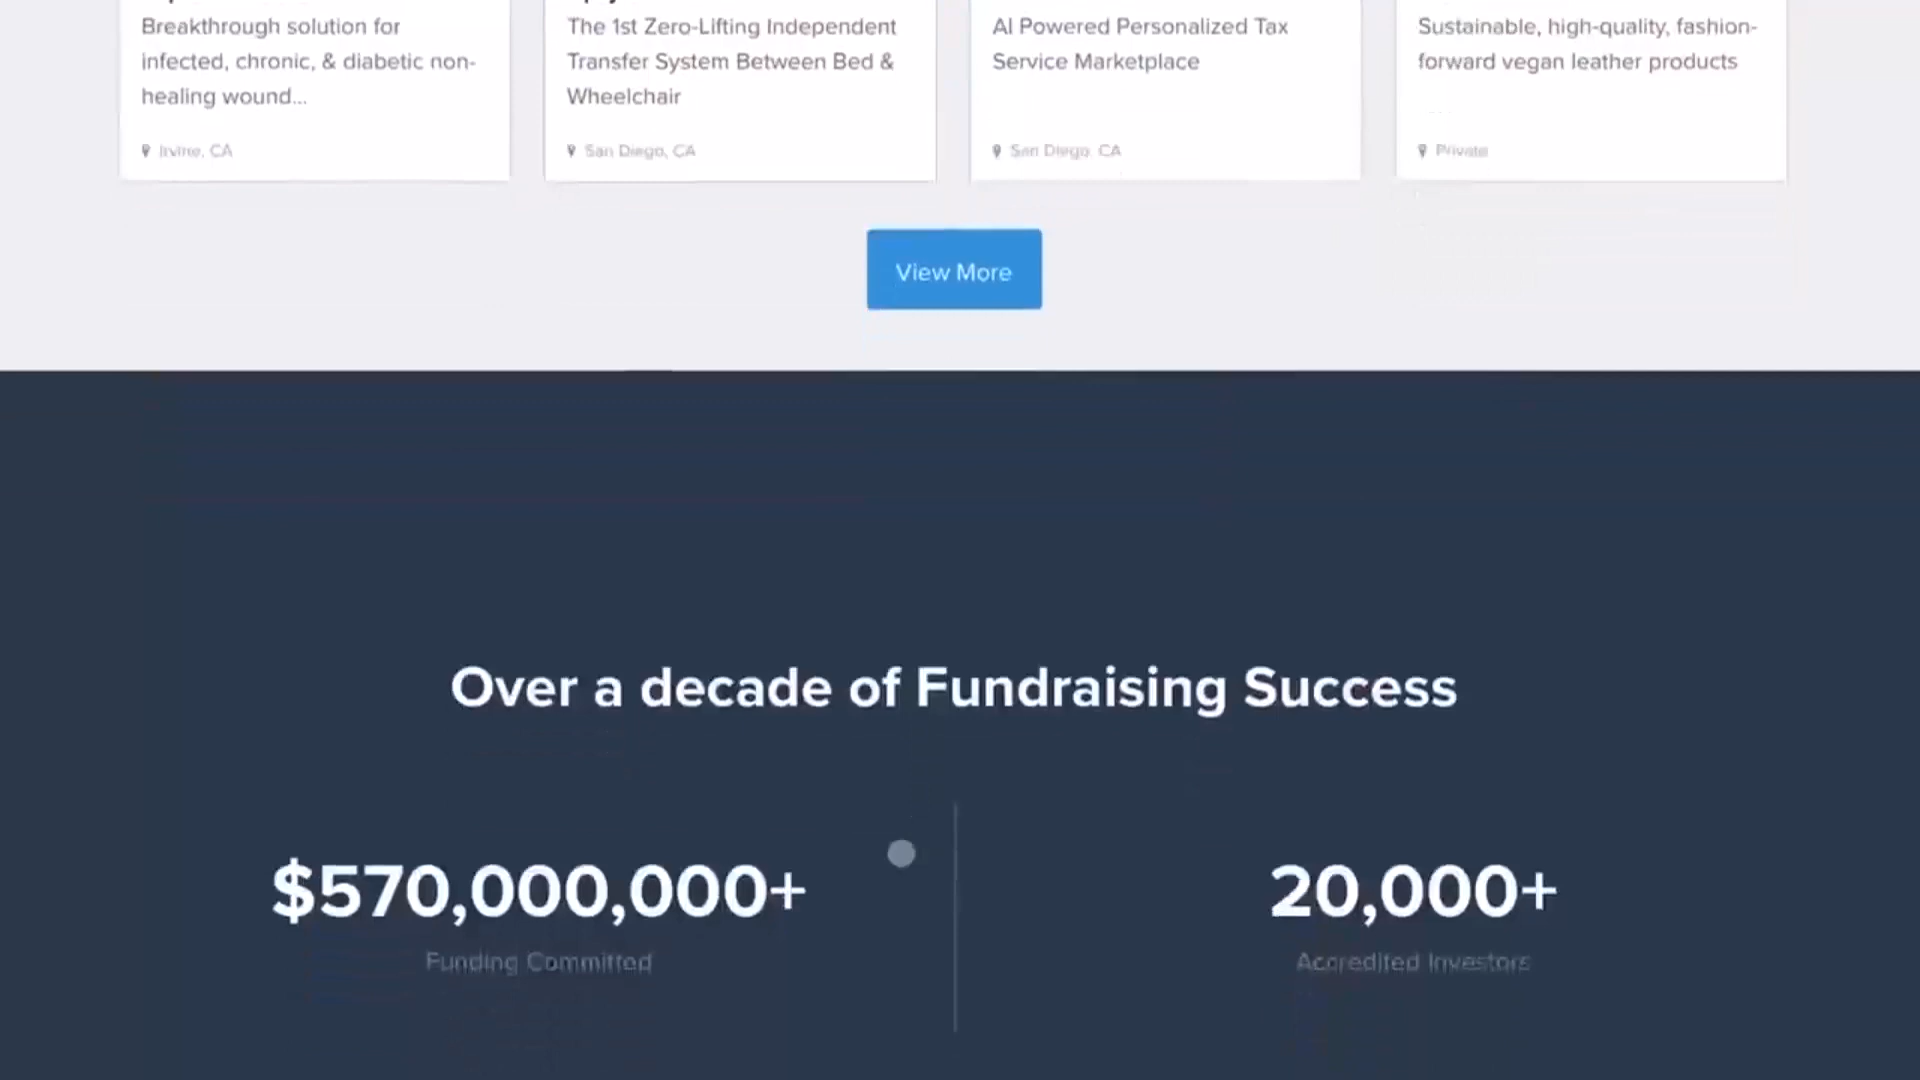 Breakthrough solution for
infected, chronic, & diabetic non-
healing wound...
Irvine, CA
The 1st Zero-Lifting Independent
Transfer System Between Bed &
Wheelchair
San Diego, CA
AI Powered Personalized Tax
Service Marketplace
San Diego, CA
Sustainable, high-quality, fashion-
forward vegan leather products
Private
View More
Over a decade of Fundraising Success
$570,000,000+
Funding Committed
20,000+
Accredited Investors